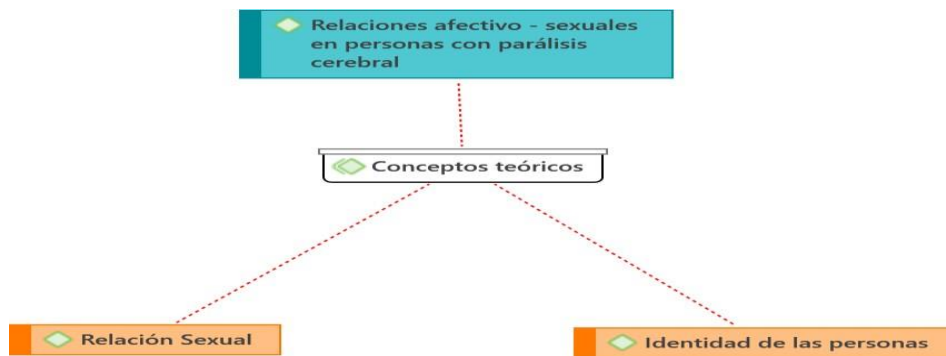 Relaciones afectivo - sexuales
en personas con parálisis
cerebral
Conceptos teóricos
Relación Sexual
Identidad de las personas